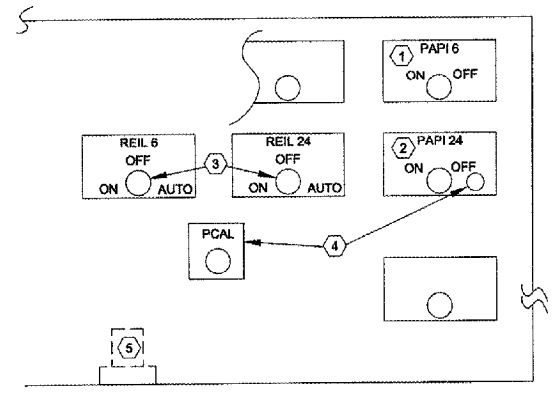 1 PAPI 6
ON OFF
REIL 6
OFF
ON AUTO
REIL 24
OFF
ON AUTO
3
2 PAPI 24
ON OFF
PCAL
4
5